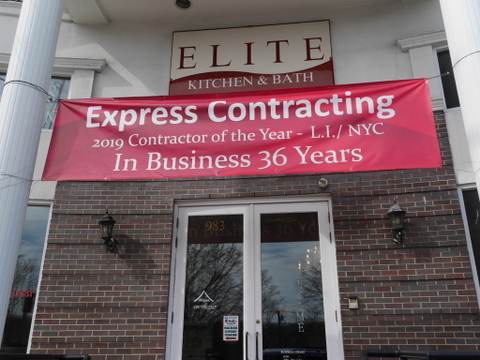 ELITE
KITCHEN & BATH
Express Contracting
2019 Contractor of the Year - L.I./ NYC
In Business 36 Years
983